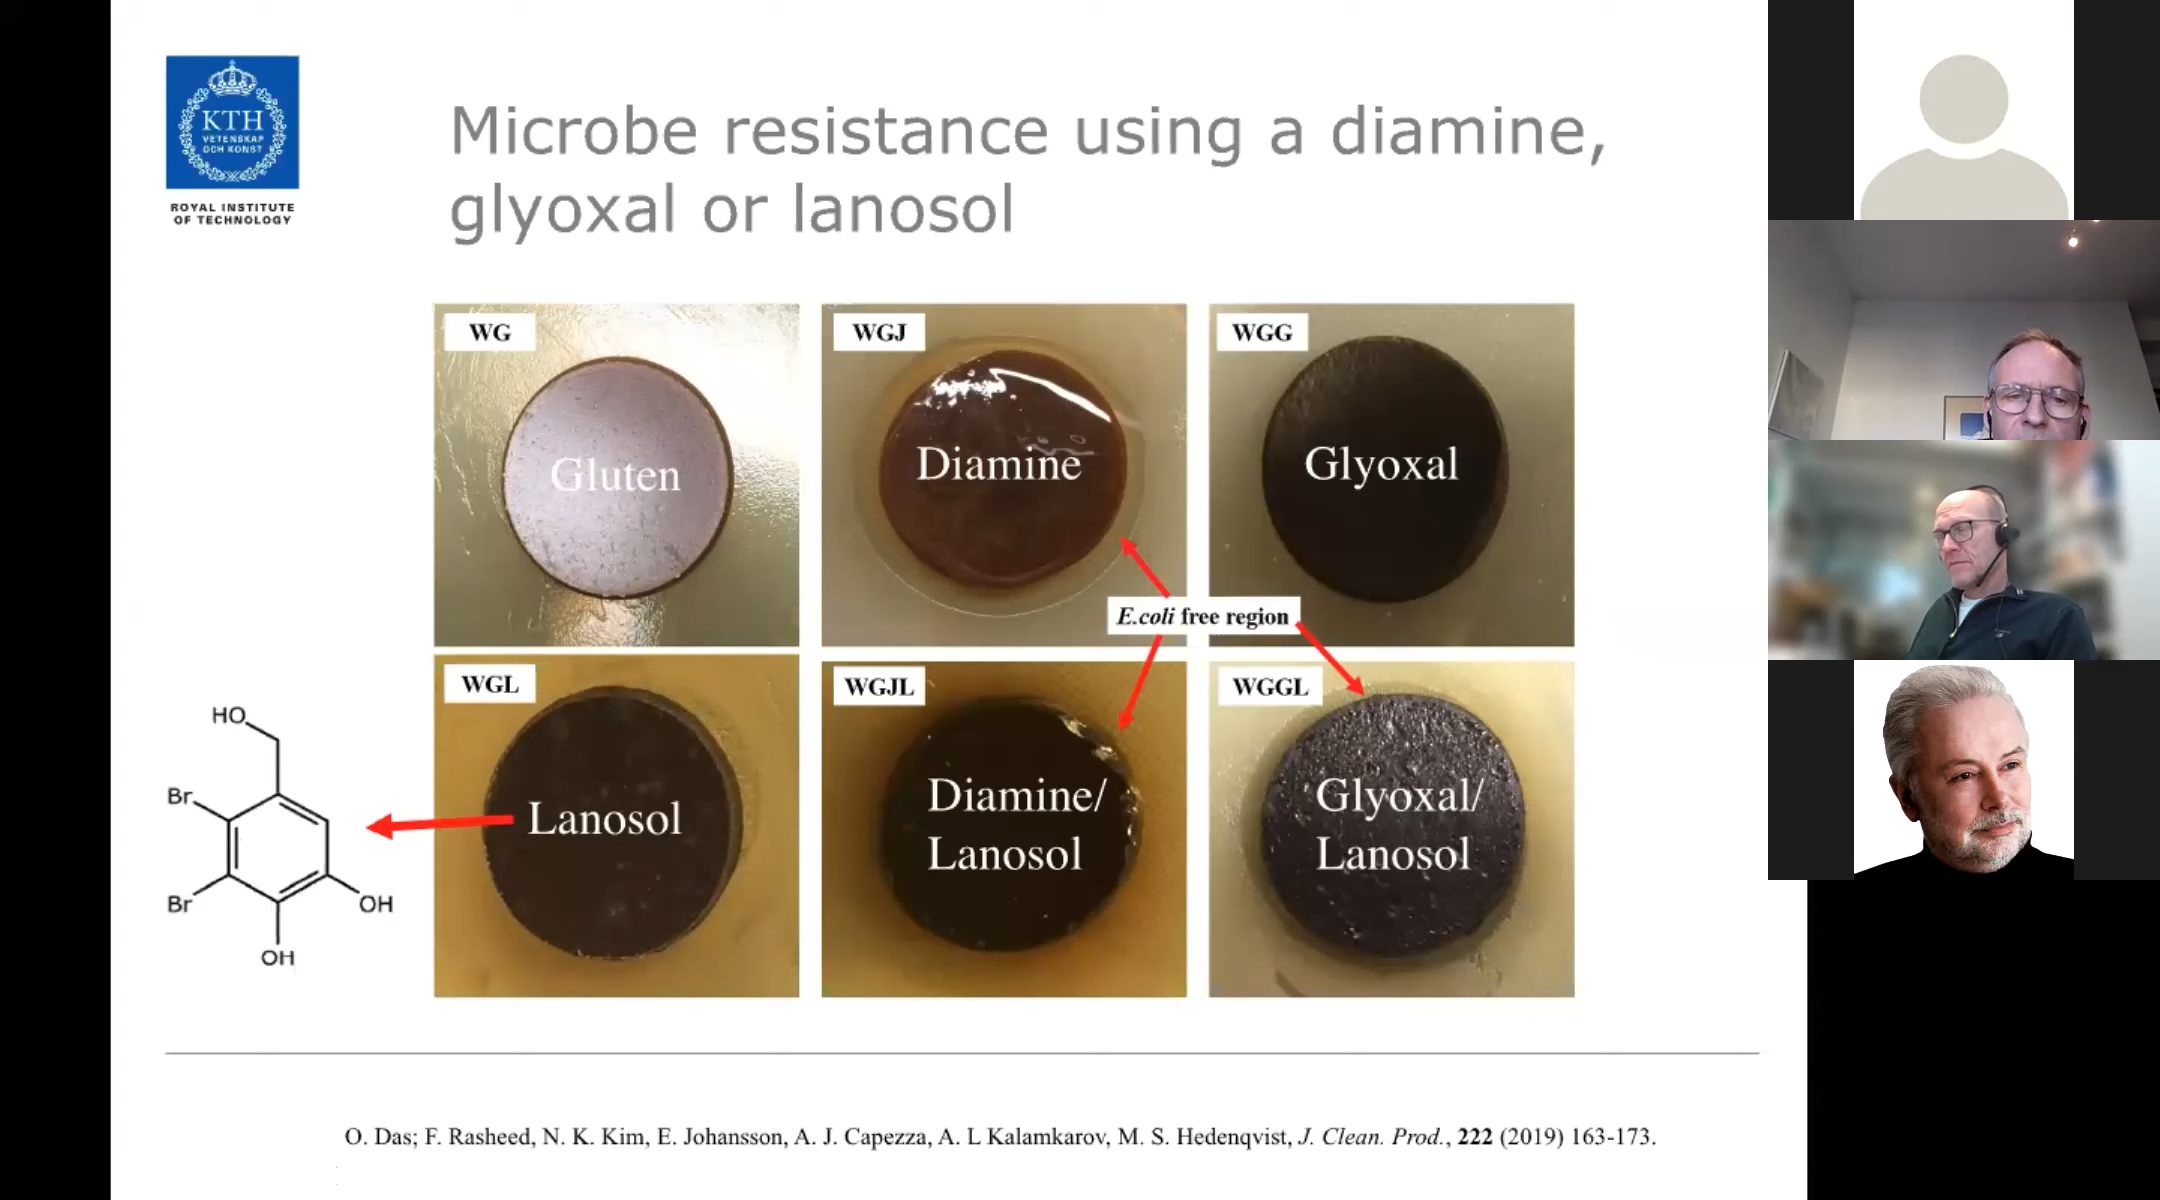 KTH
VETENSKAP
OCH KONST
ROYAL INSTITUTE
OF TECHNOLOGY
Microbe resistance using a diamine,
glyoxal or lanosol
WG
Gluten
WGJ
Diamine
WGG
Glyoxal
E.coli free region
WGL
Lanosol
WGJL
Diamine/
Lanosol
WGGL
Glyoxal/
Lanosol
HO
Br
Br
OH
OH
O. Das; F. Rasheed, N. K. Kim, E. Johansson, A. J. Capezza, A. L Kalamkarov, M. S. Hedenqvist, J. Clean. Prod., 222 (2019) 163-173.